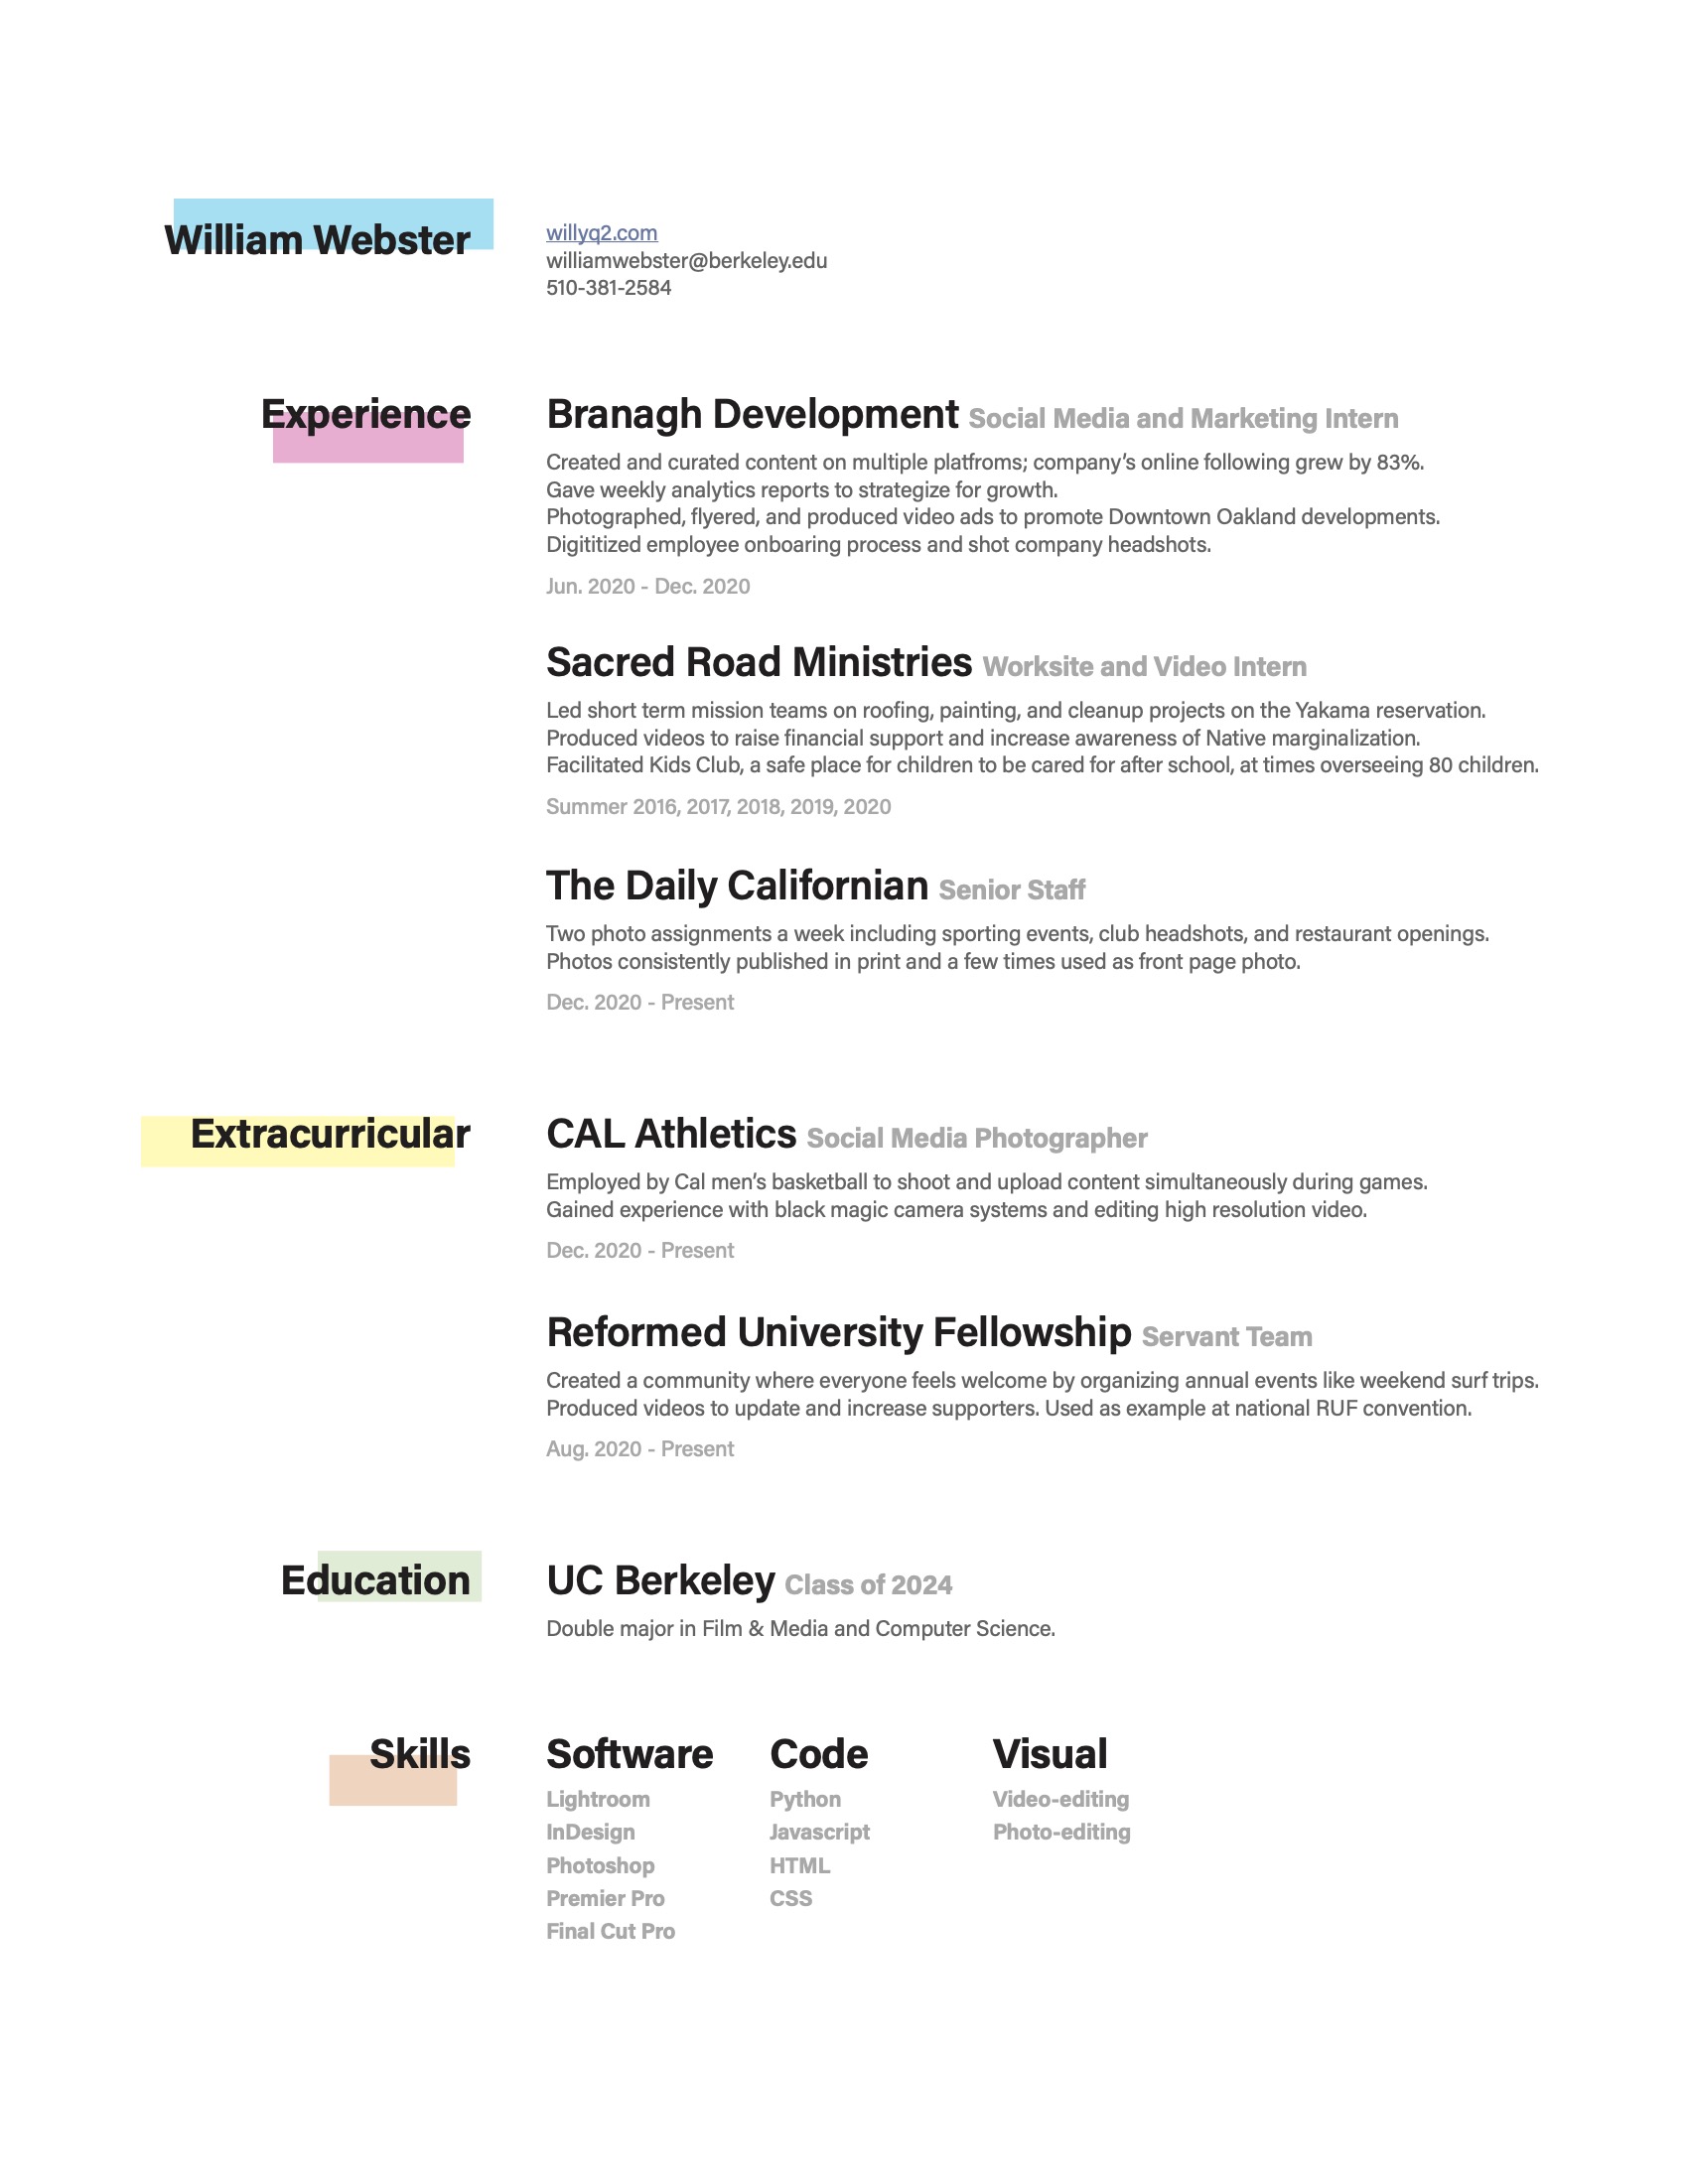 William Webster
willyq2.com
williamwebster@berkeley.edu
510-381-2584
Experience
Branagh Development Social Media and Marketing Intern
Created and curated content on multiple platfroms; company’s online following grew by 83%.
Gave weekly analytics reports to strategize for growth.
Photographed, flyered, and produced video ads to promote Downtown Oakland developments.
Digititized employee onboaring process and shot company headshots.
Jun. 2020 - Dec. 2020
Sacred Road Ministries Worksite and Video Intern
Led short term mission teams on roofing, painting, and cleanup projects on the Yakama reservation.
Produced videos to raise financial support and increase awareness of Native marginalization.
Facilitated Kids Club, a safe place for children to be cared for after school, at times overseeing 80 children.
Summer 2016, 2017, 2018, 2019, 2020
The Daily Californian Senior Staff
Two photo assignments a week including sporting events, club headshots, and restaurant openings.
Photos consistently published in print and a few times used as front page photo.
Dec. 2020 - Present
Extracurricular
CAL Athletics Social Media Photographer
Employed by Cal men’s basketball to shoot and upload content simultaneously during games.
Gained experience with black magic camera systems and editing high resolution video.
Dec. 2020 - Present
Reformed University Fellowship Servant Team
Created a community where everyone feels welcome by organizing annual events like weekend surf trips.
Produced videos to update and increase supporters. Used as example at national RUF convention.
Aug. 2020 - Present
Education
UC Berkeley Class of 2024
Double major in Film & Media and Computer Science.
Skills
Software
Lightroom
InDesign
Photoshop
Premier Pro
Final Cut Pro
Code
Python
Javascript
HTML
CSS
Visual
Video-editing
Photo-editing